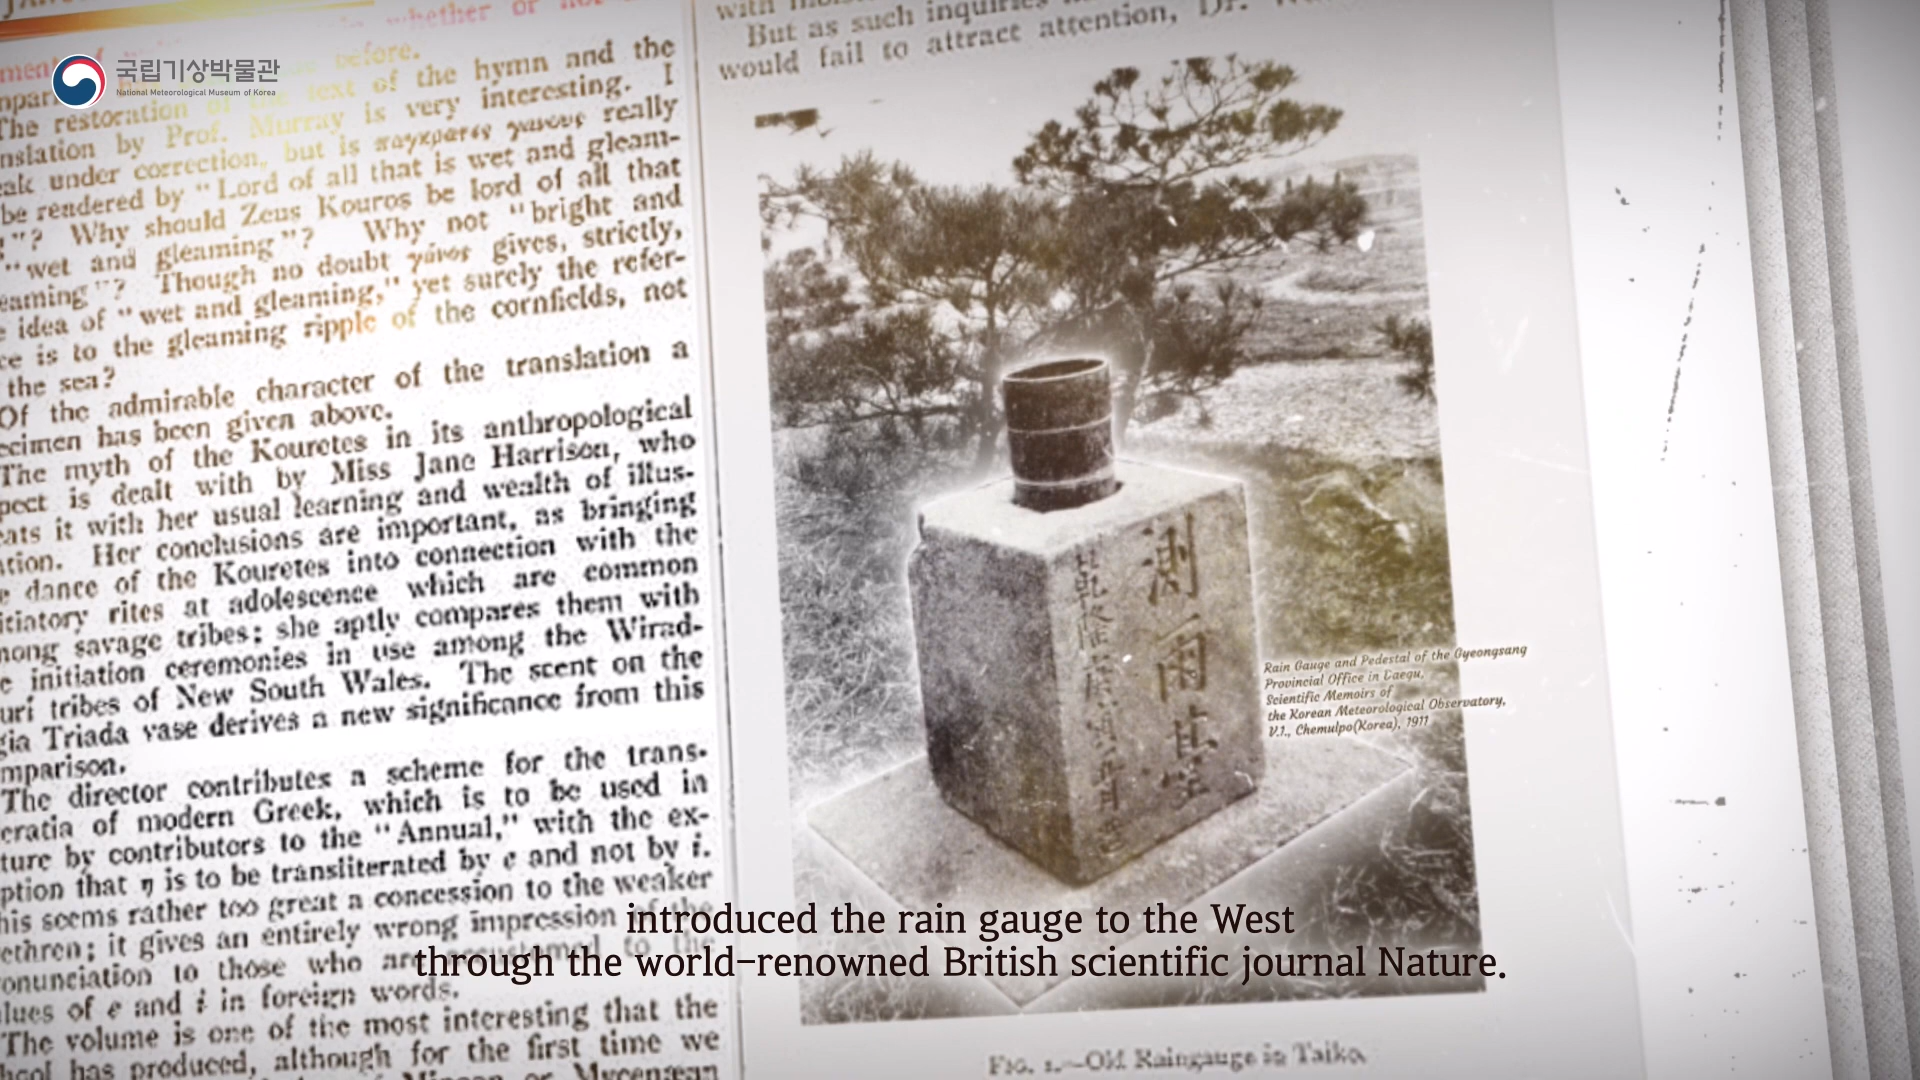 국립기상박물관
National Meteorological Museum of Korea
before.
The restoration of the text of the hymn and the
by Prof. Murray is very interesting. I
under correction, but is really
be rendered by "Lord of all that is wet and gleam-
"? Why should Zeus Kouros be lord of all that
"wet and gleaming"? Why not "bright and
"? Though no doubt γάνος gives, strictly,
idea of "wet and gleaming," yet surely the refer-
is to the gleaming ripple of the cornfields, not
the sea?
Of the admirable character of the translation a
has been given above.
The myth of the Kouretes in its anthropological
is dealt with by Miss Jane Harrison, who
it with her usual learning and wealth of illus-
Her conclusions are important, as bringing
dance of the Kouretes into connection with the
rites at adolescence which are common
savage tribes; she aptly compares them with
initiation ceremonies in use among the Wirad-
tribes of New South Wales. The scent on the
Triada vase derives a new significance from this
The director contributes a scheme for the trans-
of modern Greek, which is to be used in
by contributors to the "Annual," with the ex-
that η is to be transliterated by e and not by i.
seems rather too great a concession to the weaker
it gives an entirely wrong impression of the
to those who are accustomed to the
of e and i in foreign words.
The volume is one of the most interesting that the
has produced, although for the first time we
or Mycenæan
But as such inquiries
would fail to attract attention, Dr.
測雨臺
Rain Gauge and Pedestal of the Gyeongsang
Provincial Office in Daegu,
Scientific Memoirs of
the Korean Meteorological Observatory,
V.1., Chemulpo(Korea), 1911
FIG. 1.—Old Raingauge in Taiko.
introduced the rain gauge to the West
through the world-renowned British scientific journal Nature.